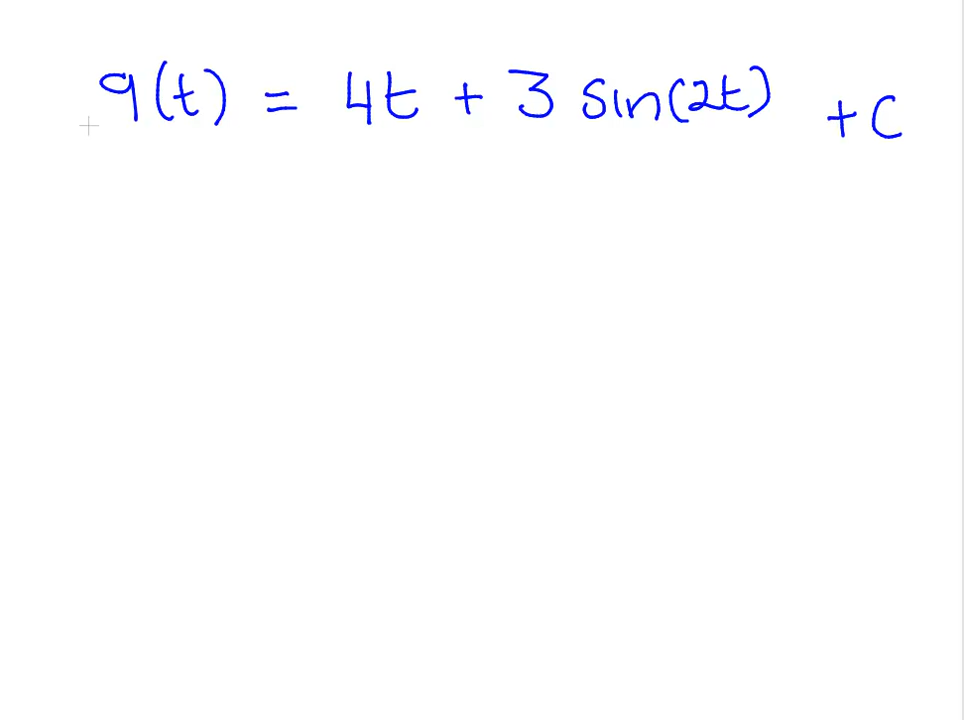 q(t) = 4t + 3 sin(2t) + c